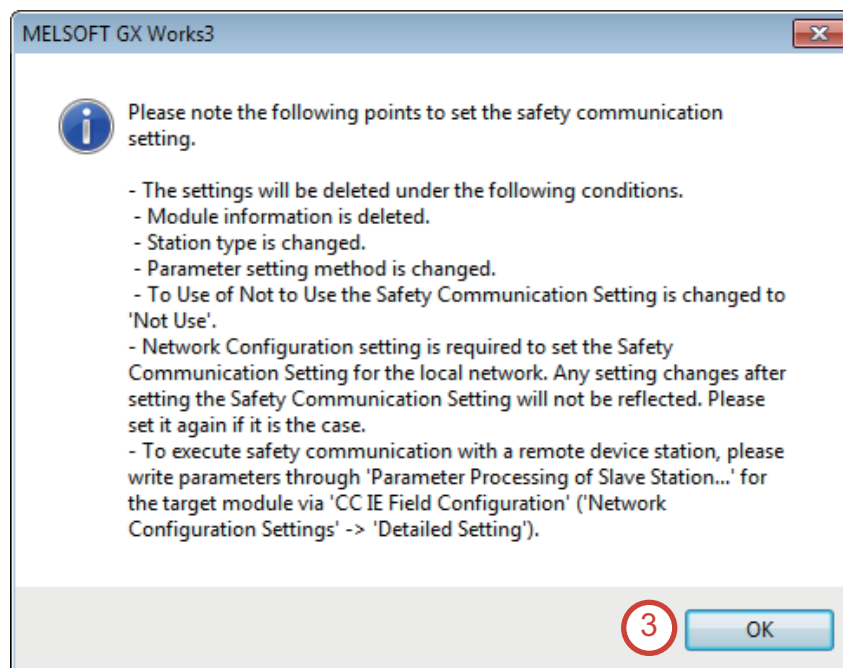 MELSOFT GX Works3
Please note the following points to set the safety communication
setting.
- The settings will be deleted under the following conditions.
- Module information is deleted.
- Station type is changed.
- Parameter setting method is changed.
- To Use of Not to Use the Safety Communication Setting is changed to
'Not Use'.
- Network Configuration setting is required to set the Safety
Communication Setting for the local network. Any setting changes after
setting the Safety Communication Setting will not be reflected. Please
set it again if it is the case.
- To execute safety communication with a remote device station, please
write parameters through 'Parameter Processing of Slave Station...' for
the target module via 'CC IE Field Configuration' ('Network
Configuration Settings' -> 'Detailed Setting').
3
OK